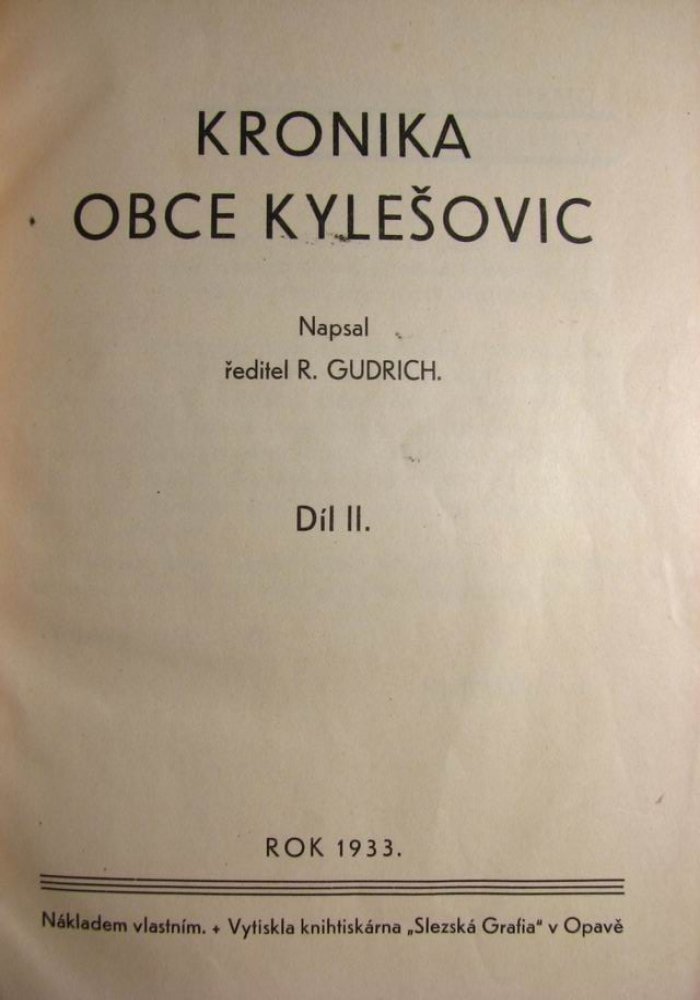 KRONIKA
OBCE KYLEŠOVIC
Napsal
ředitel R. GUDRICH.
Díl II.
ROK 1933.
Nákladem vlastním. + Vytiskla knihtiskárna „Slezská Grafia" v Opavě